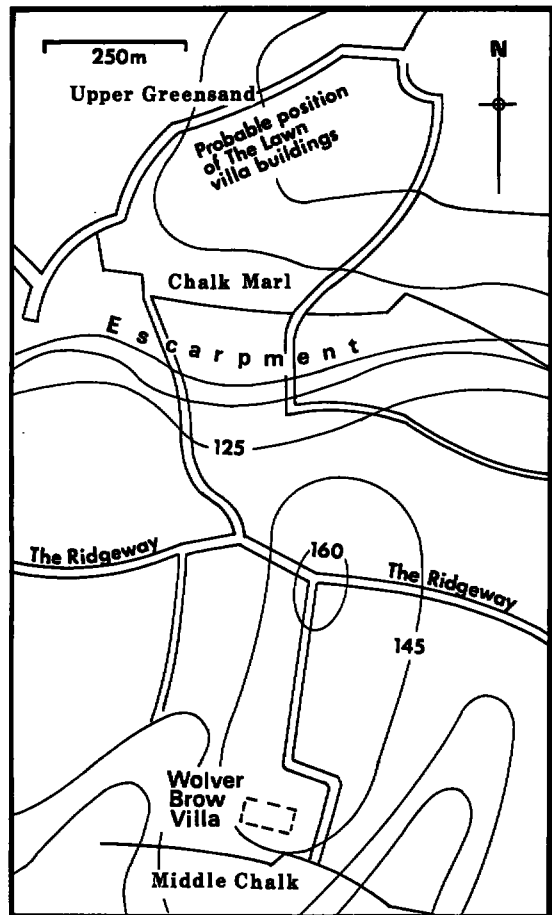 250m
N
Upper Greensand
Probable position
of The Lawn
villa buildings
Chalk Marl
Escarpment
125
The Ridgeway
160
The Ridgeway
145
Wolver
Brow
Villa
Middle Chalk